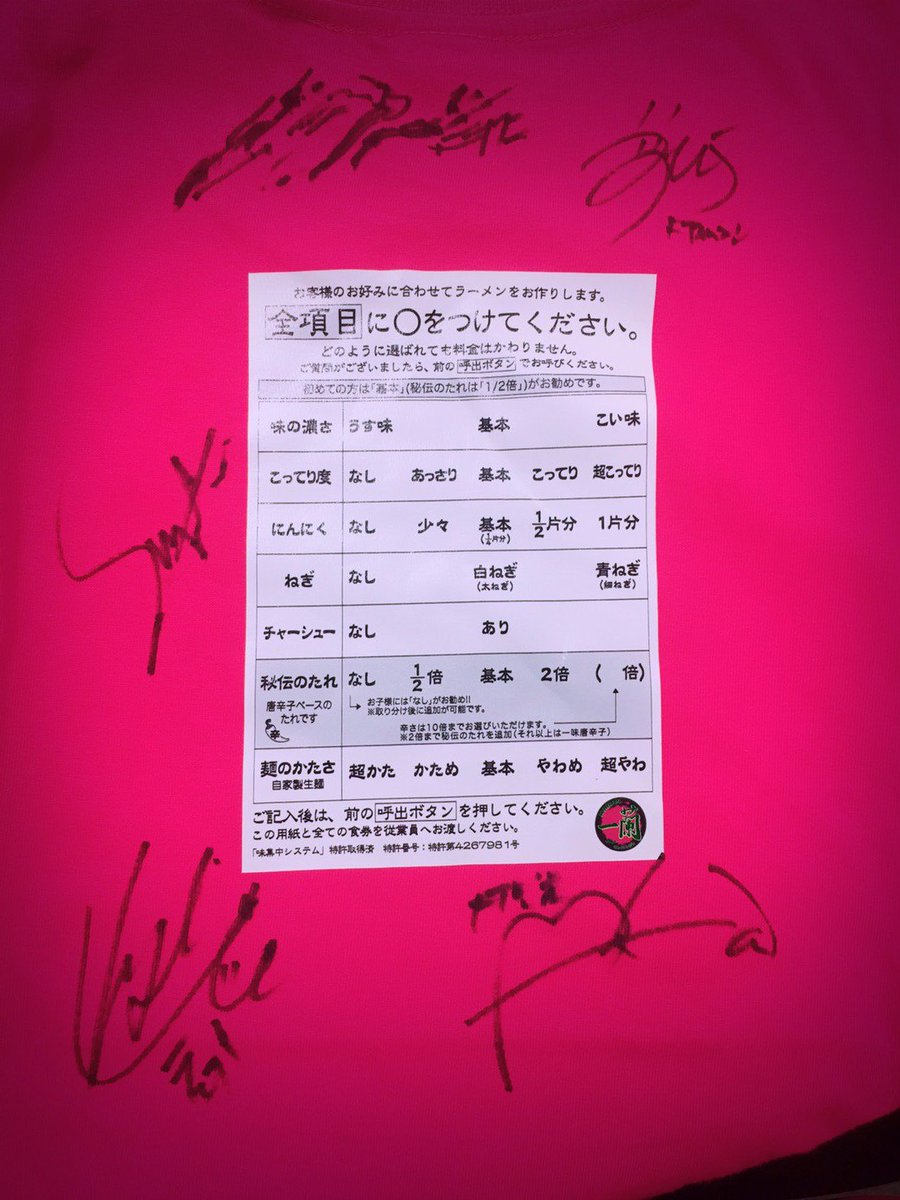 お客様のお好みに合わせてラーメンをお作りします。
全項目に〇をつけてください。
どのように選ばれても料金はかわりません。
ご質問がございましたら、前の呼出ボタンでお呼びください。
初めての方は「基本」(秘伝のたれは「1/2倍」)がお勧めです。
味の濃さ うす味 基本 こい味
こってり度 なし あっさり 基本 こってり 超こってり
にんにく なし 少々 基本 1/2片分 1片分
(1/4片分)
ねぎ なし 白ねぎ 青ねぎ
(太ねぎ) (細ねぎ)
チャーシュー なし あり
秘伝のたれ なし 1/2倍 基本 2倍 ( 倍)
唐辛子ベースのたれです
辛
お子様には「なし」がお勧め!!
※取り分け後に追加が可能です。
辛さは10倍までお選びいただけます。
※2倍まで秘伝のたれを追加(それ以上は一味唐辛子)
麺のかたさ 超かた かため 基本 やわめ 超やわ
自家製生麺
ご記入後は、前の呼出ボタンを押してください。
この用紙と全ての食券を従業員へお渡しください。
「味集中システム」特許取得済 特許番号:特許第4267981号
一蘭